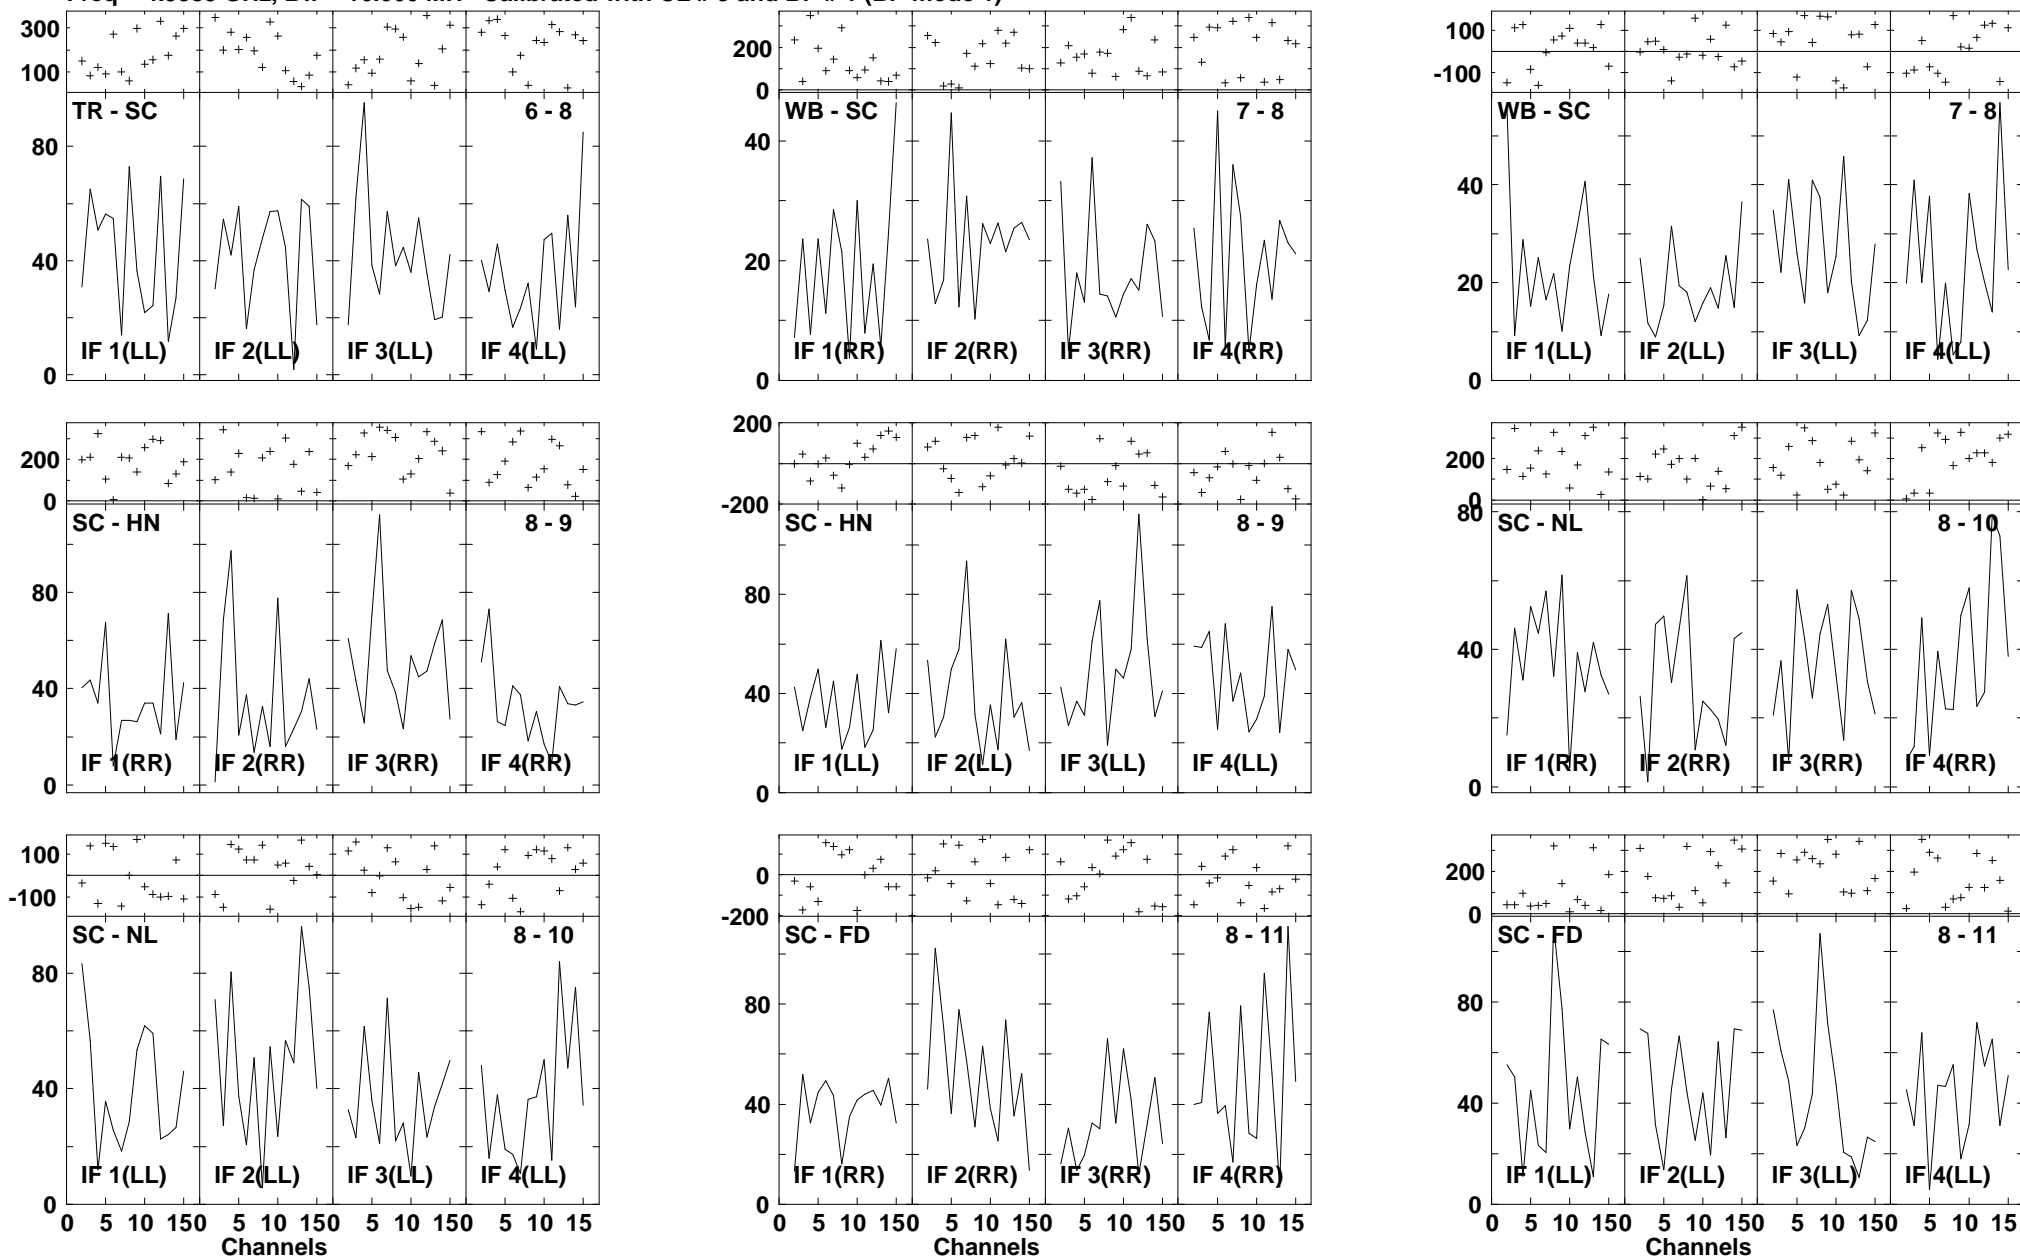 300
100
TR - SC
6 - 8
80
40
0
IF 1(LL)
IF 2(LL)
IF 3(LL)
IF 4(LL)
200
0
WB - SC
7 - 8
40
20
0
IF 1(RR)
IF 2(RR)
IF 3(RR)
IF 4(RR)
100
-100
WB - SC
7 - 8
40
20
0
IF 1(LL)
IF 2(LL)
IF 3(LL)
IF 4(LL)
200
0
SC - HN
8 - 9
80
40
0
IF 1(RR)
IF 2(RR)
IF 3(RR)
IF 4(RR)
200
-200
SC - HN
8 - 9
80
40
0
IF 1(LL)
IF 2(LL)
IF 3(LL)
IF 4(LL)
200
0
SC - NL
8 - 10
80
40
0
IF 1(RR)
IF 2(RR)
IF 3(RR)
IF 4(RR)
100
-100
SC - NL
8 - 10
80
40
0
IF 1(LL)
IF 2(LL)
IF 3(LL)
IF 4(LL)
0 5 10 150 5 10 150 5 10 150 5 10 15
Channels
200
0
-200
SC - FD
8 - 11
80
40
0
IF 1(RR)
IF 2(RR)
IF 3(RR)
IF 4(RR)
0 5 10 150 5 10 150 5 10 150 5 10 15
Channels
200
0
SC - FD
8 - 11
80
40
0
IF 1(LL)
IF 2(LL)
IF 3(LL)
IF 4(LL)
0 5 10 150 5 10 150 5 10 150 5 10 15
Channels